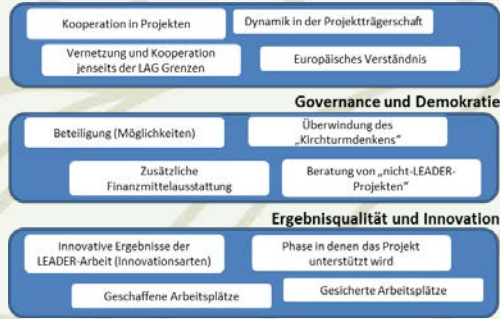 Kooperation in Projekten
Dynamik in der Projektträgerschaft
Vernetzung und Kooperation
jenseits der LAG Grenzen
Europäisches Verständnis
Governance und Demokratie
Beteiligung (Möglichkeiten)
Überwindung des
„Kirchturmdenkens“
Zusätzliche
Finanzmittelausstattung
Beratung von „nicht-LEADER-
Projekten“
Ergebnisqualität und Innovation
Innovative Ergebnisse der
LEADER-Arbeit (Innovationsarten)
Phase in denen das Projekt
unterstützt wird
Geschaffene Arbeitsplätze
Gesicherte Arbeitsplätze